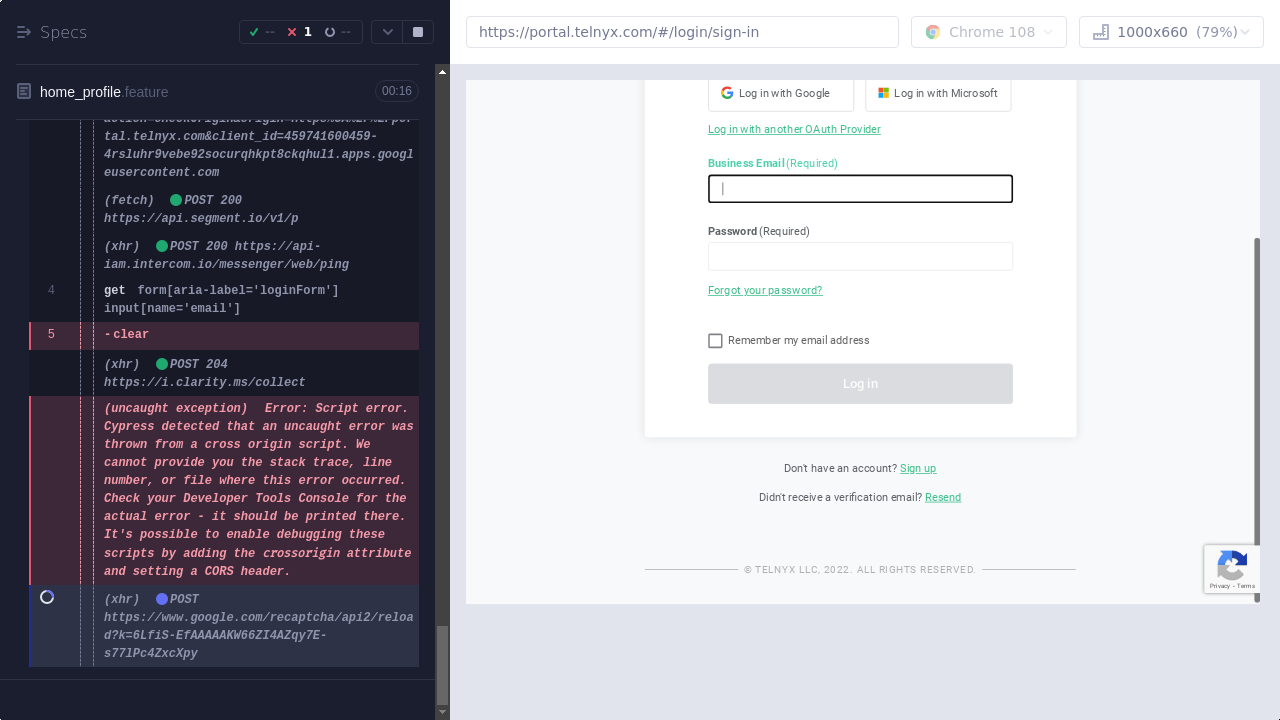 Specs
-- 1 --
https://portal.telnyx.com/#/login/sign-in
Chrome 108
1000x660 (79%)
home_profile.feature
00:16
tal.telnyx.com&client_id=459741600459-
4rsluhr9vebe92socurqhkpt8ckqhul1.apps.googl
eusercontent.com
(fetch) POST 200
https://api.segment.io/v1/p
(xhr) POST 200 https://api-
iam.intercom.io/messenger/web/ping
4 get form[aria-label='loginForm']
input[name='email']
5 -clear
(xhr) POST 204
https://i.clarity.ms/collect
(uncaught exception) Error: Script error.
Cypress detected that an uncaught error was
thrown from a cross origin script. We
cannot provide you the stack trace, line
number, or file where this error occurred.
Check your Developer Tools Console for the
actual error - it should be printed there.
It's possible to enable debugging these
scripts by adding the crossorigin attribute
and setting a CORS header.
(xhr) POST
https://www.google.com/recaptcha/api2/reloa
d?k=6LfiS-EfAAAAAKW66ZI4AZqy7E-
s77lPc4ZxcXpy
Log in with Google
Log in with Microsoft
Log in with another OAuth Provider
Business Email (Required)
Password (Required)
Forgot your password?
Remember my email address
Log in
Don't have an account? Sign up
Didn't receive a verification email? Resend
© TELNYX LLC, 2022. ALL RIGHTS RESERVED.
Privacy - Terms